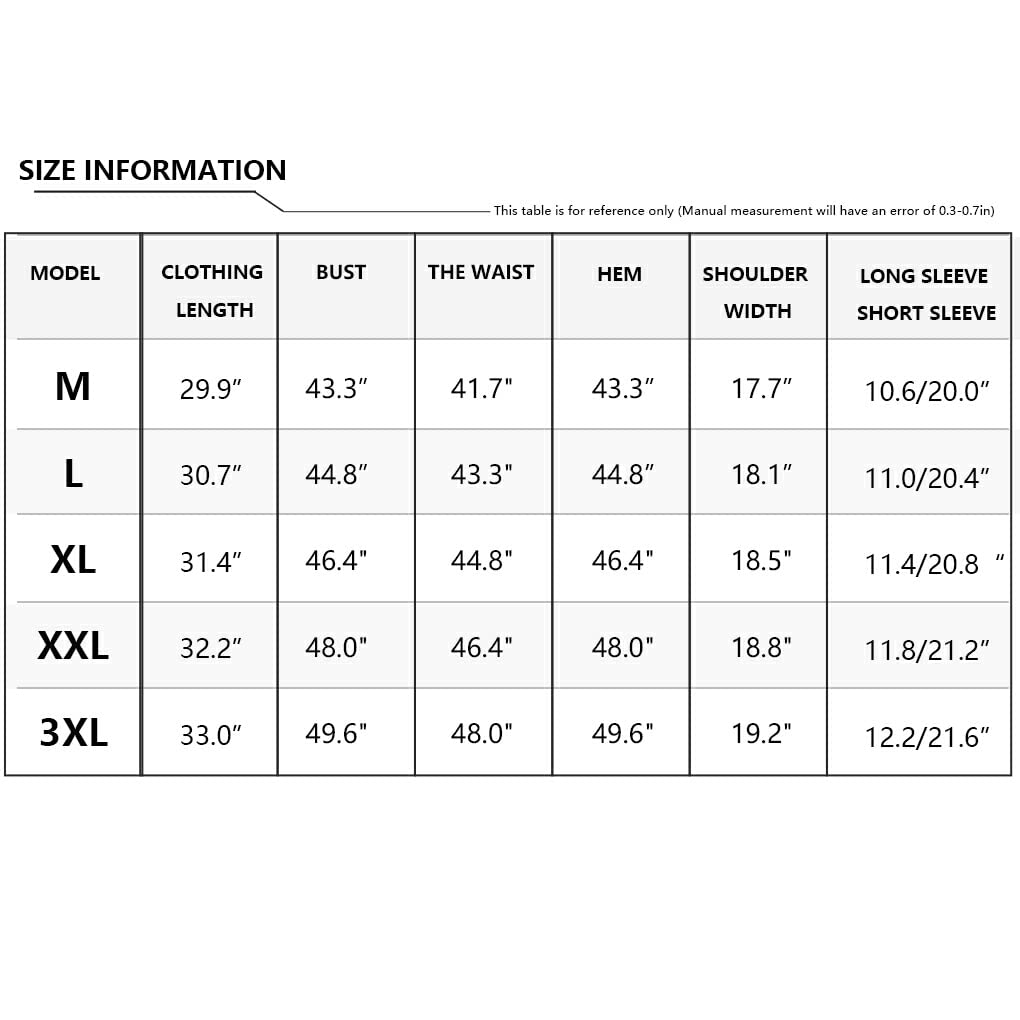 SIZE INFORMATION
This table is for reference only (Manual measurement will have an error of 0.3-0.7in)
MODEL CLOTHING LENGTH BUST THE WAIST HEM SHOULDER WIDTH LONG SLEEVE SHORT SLEEVE
M 29.9” 43.3” 41.7" 43.3” 17.7” 10.6/20.0”
L 30.7” 44.8” 43.3" 44.8” 18.1” 11.0/20.4”
XL 31.4” 46.4" 44.8" 46.4" 18.5" 11.4/20.8 “
XXL 32.2” 48.0" 46.4" 48.0" 18.8" 11.8/21.2”
3XL 33.0” 49.6" 48.0" 49.6" 19.2" 12.2/21.6”